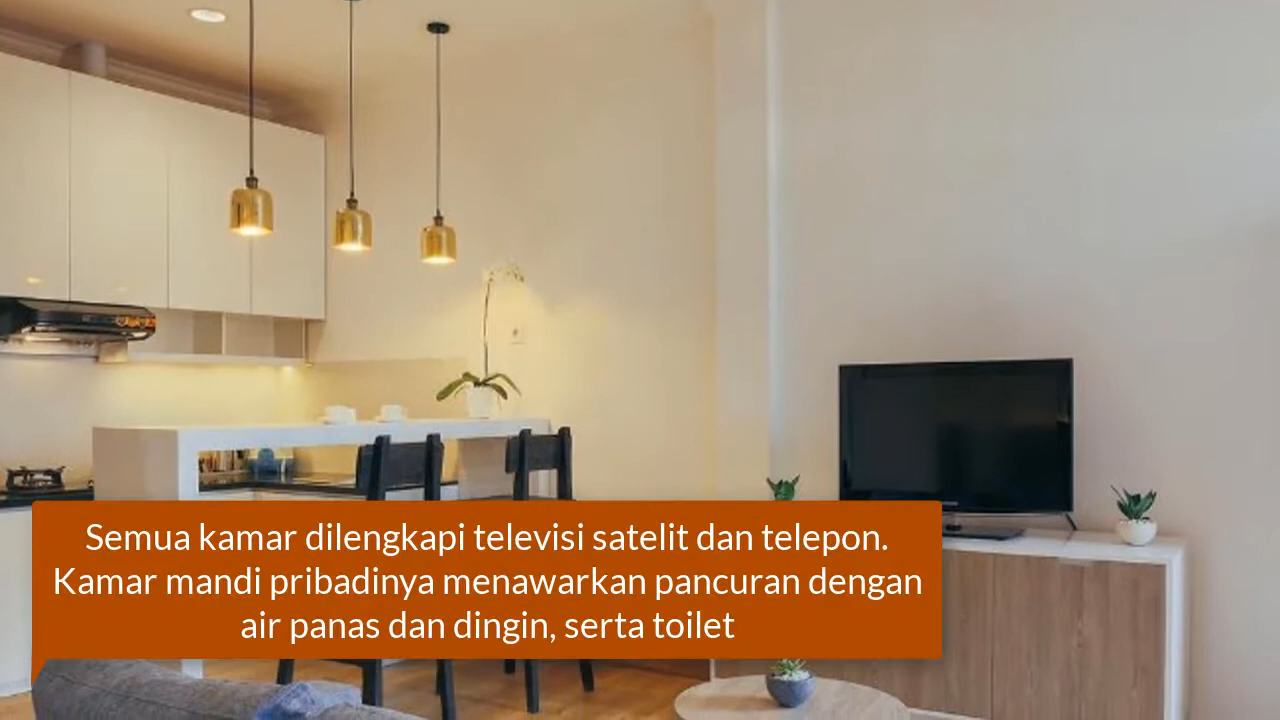 Semua kamar dilengkapi televisi satelit dan telepon.
Kamar mandi pribadinya menawarkan pancuran dengan
air panas dan dingin, serta toilet